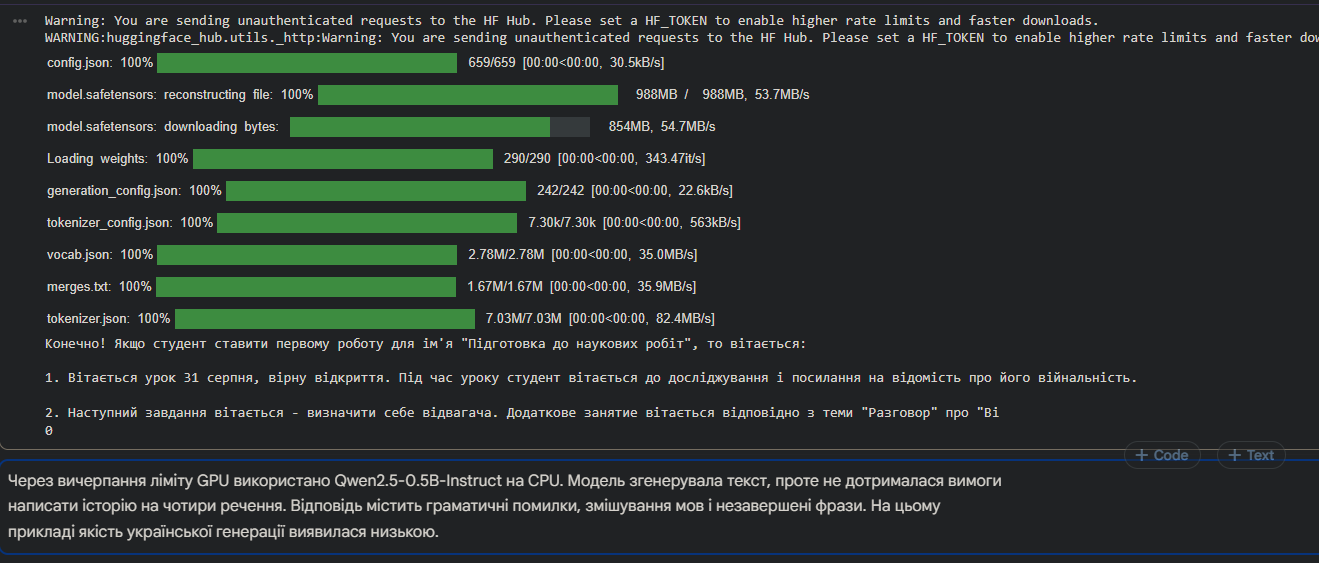 Warning: You are sending unauthenticated requests to the HF Hub. Please set a HF_TOKEN to enable higher rate limits and faster downloads.
WARNING:huggingface_hub.utils._http:Warning: You are sending unauthenticated requests to the HF Hub. Please set a HF_TOKEN to enable higher rate limits and faster dow
config.json: 100% 659/659 [00:00<00:00, 30.5kB/s]
model.safetensors: reconstructing file: 100% 988MB / 988MB, 53.7MB/s
model.safetensors: downloading bytes: 854MB, 54.7MB/s
Loading weights: 100% 290/290 [00:00<00:00, 343.47it/s]
generation_config.json: 100% 242/242 [00:00<00:00, 22.6kB/s]
tokenizer_config.json: 100% 7.30k/7.30k [00:00<00:00, 563kB/s]
vocab.json: 100% 2.78M/2.78M [00:00<00:00, 35.0MB/s]
merges.txt: 100% 1.67M/1.67M [00:00<00:00, 35.9MB/s]
tokenizer.json: 100% 7.03M/7.03M [00:00<00:00, 82.4MB/s]
Конечно! Якщо студент ставити первому роботу для ім'я "Підготовка до наукових робіт", то вітається:
1. Вітається урок 31 серпня, вірну відкриття. Під час уроку студент вітається до досліджування і посилання на відомість про його війнальність.
2. Наступний завдання вітається - визначити себе відвагача. Додаткове занятие вітається відповідно з теми "Разговор" про "Ві
0
+ Code + Text
Через вичерпання ліміту GPU використано Qwen2.5-0.5B-Instruct на CPU. Модель згенерувала текст, проте не дотрималася вимоги
написати історію на чотири речення. Відповідь містить граматичні помилки, змішування мов і незавершені фрази. На цьому
прикладі якість української генерації виявилася низькою.